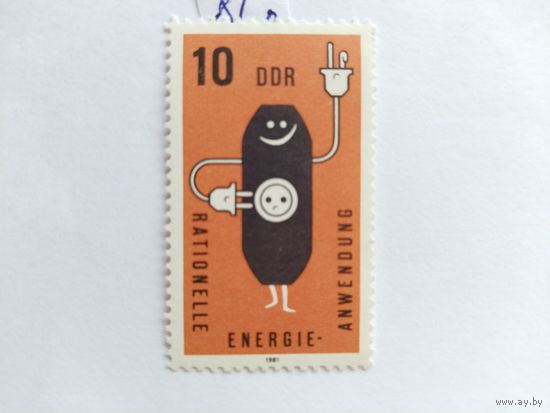 10 DDR
RATIONELLE
ENERGIE-
ANWENDUNG
1981
www.ay.by